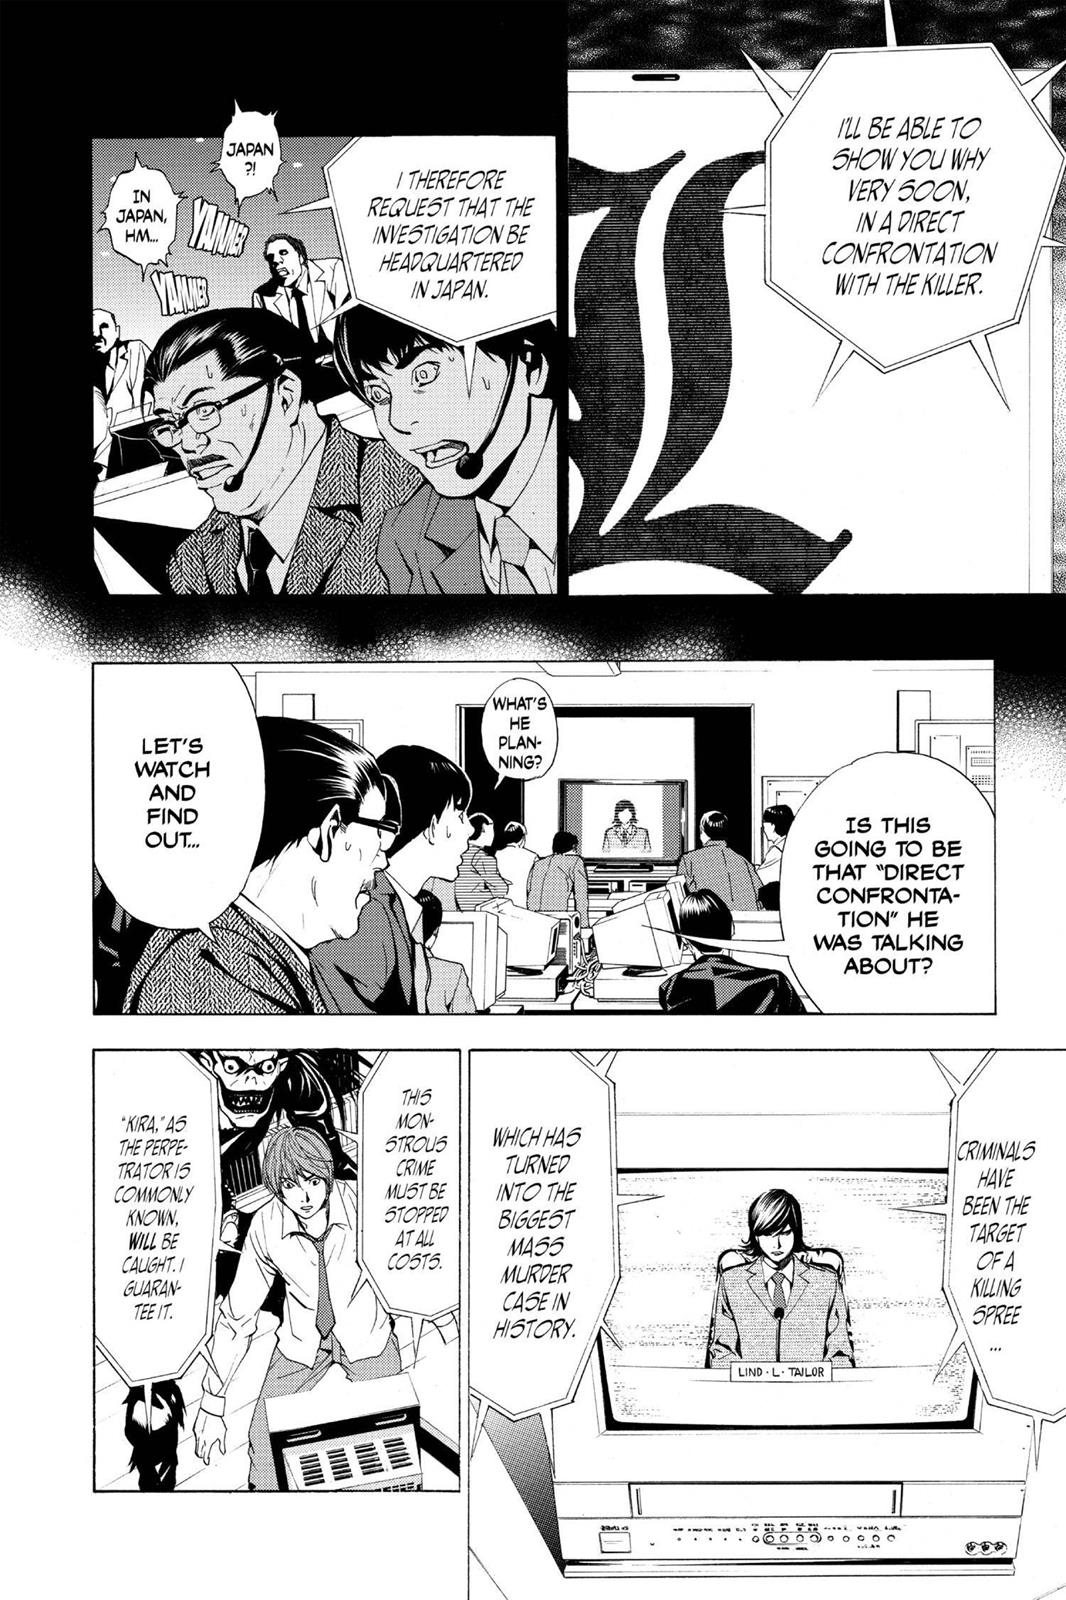 I'LL BE ABLE TO
SHOW YOU WHY
VERY SOON,
IN A DIRECT
CONFRONTATION
WITH THE KILLER.
I THEREFORE
REQUEST THAT THE
INVESTIGATION BE
HEADQUARTERED
IN JAPAN.
JAPAN
?!
YAMMER
IN
JAPAN,
HM...
YAMMER
L
WHAT'S
HE
PLAN-
NING?
IS THIS
GOING TO BE
THAT "DIRECT
CONFRONTA-
TION" HE
WAS TALKING
ABOUT?
LET'S
WATCH
AND
FIND
OUT...
CRIMINALS
HAVE
BEEN THE
TARGET
OF A
KILLING
SPREE
...
WHICH HAS
TURNED
INTO THE
BIGGEST
MASS
MURDER
CASE IN
HISTORY.
LIND・L・TAILOR
THIS
MON-
STROUS
CRIME
MUST BE
STOPPED
AT ALL
COSTS.
"KIRA," AS
THE PERPE-
TRATOR IS
COMMONLY
KNOWN,
WILL BE
CAUGHT. I
GUARAN-
TEE IT.